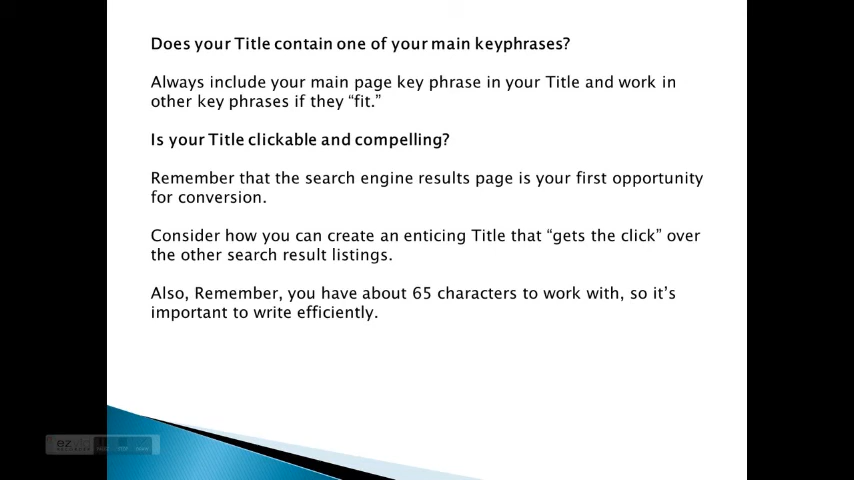 Does your Title contain one of your main keyphrases?
Always include your main page key phrase in your Title and work in
other key phrases if they “fit.”
Is your Title clickable and compelling?
Remember that the search engine results page is your first opportunity
for conversion.
Consider how you can create an enticing Title that “gets the click” over
the other search result listings.
Also, Remember, you have about 65 characters to work with, so it’s
important to write efficiently.
ezvid